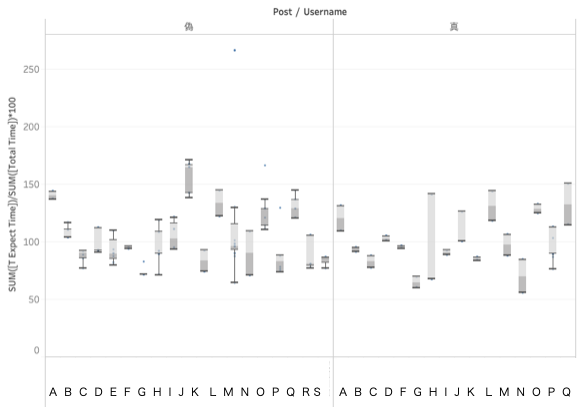 Post / Username
偽 真
SUM([T Expect Time])/SUM([Total Time])*100
250
200
150
100
50
0
A B C D E F G H I J K L M N O P Q R S A B C D F G H I J K L M N O P Q